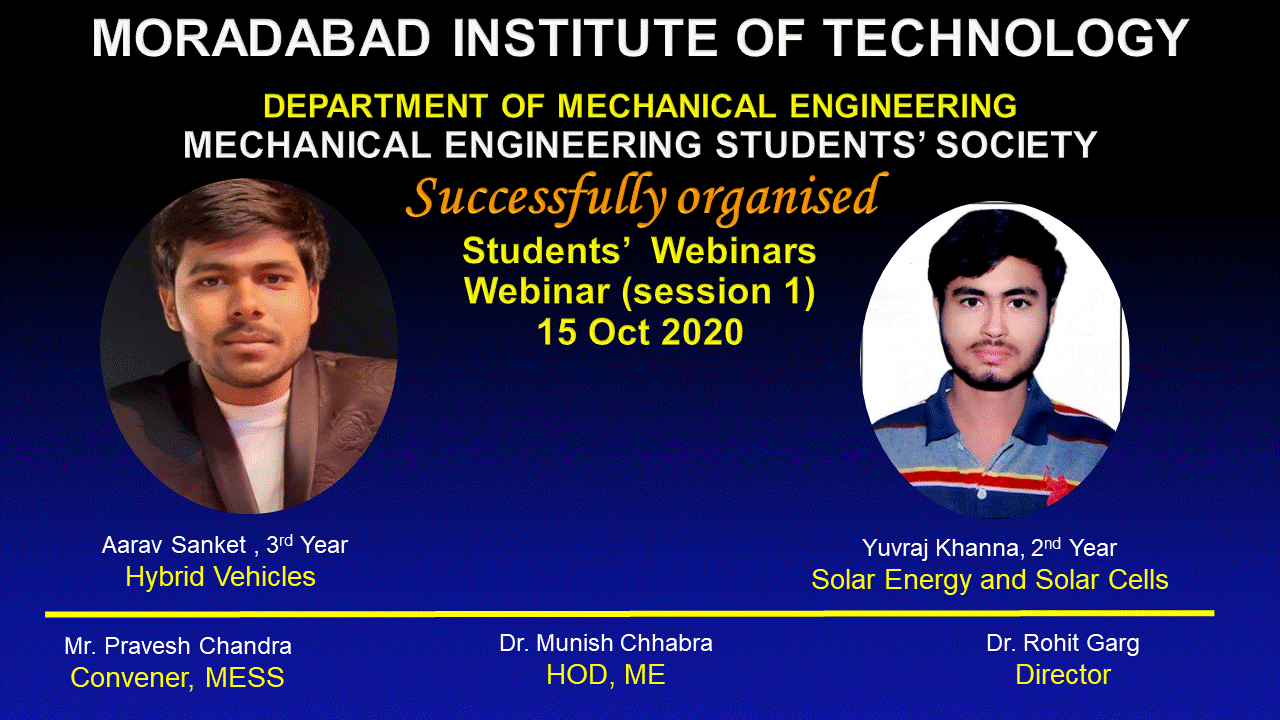 MORADABAD INSTITUTE OF TECHNOLOGY
DEPARTMENT OF MECHANICAL ENGINEERING
MECHANICAL ENGINEERING STUDENTS’ SOCIETY
Successfully organised
Students’ Webinars
Webinar (session 1)
15 Oct 2020
Aarav Sanket , 3rd Year
Hybrid Vehicles
Yuvraj Khanna, 2nd Year
Solar Energy and Solar Cells
Mr. Pravesh Chandra
Convener, MESS
Dr. Munish Chhabra
HOD, ME
Dr. Rohit Garg
Director